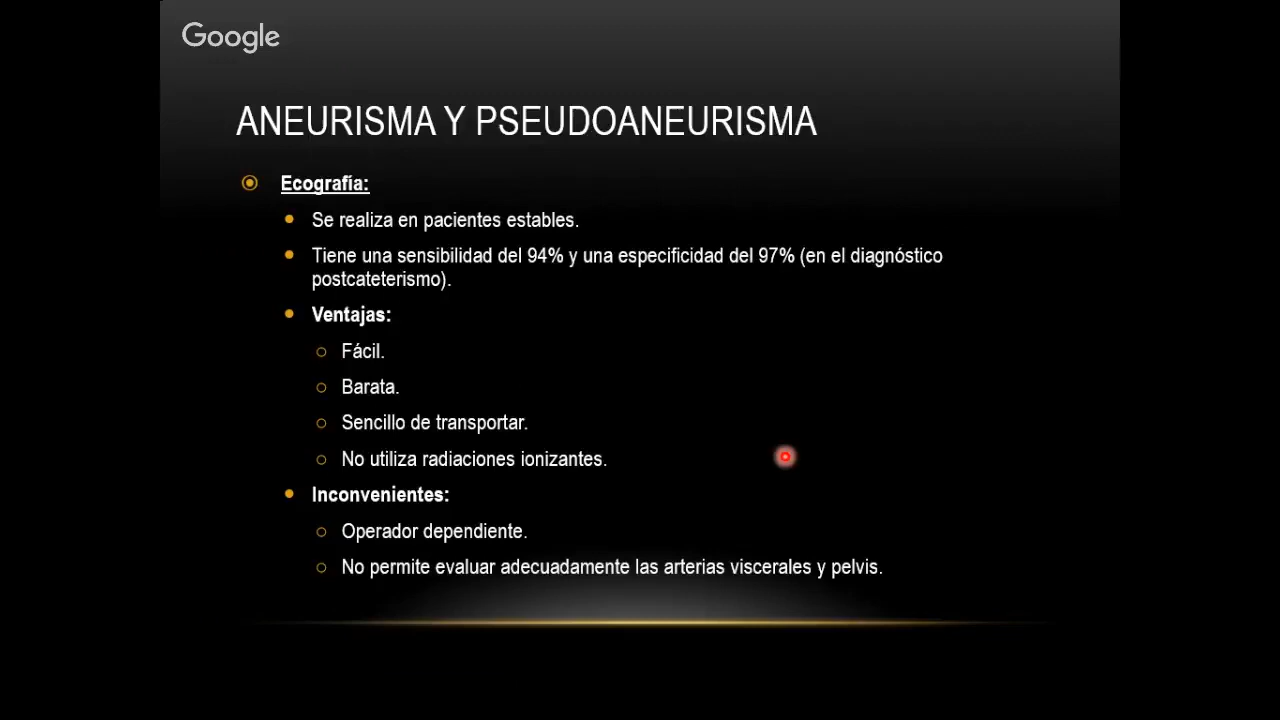 Google
ANEURISMA Y PSEUDOANEURISMA
Ecografía:
Se realiza en pacientes estables.
Tiene una sensibilidad del 94% y una especificidad del 97% (en el diagnóstico
postcateterismo).
Ventajas:
Fácil.
Barata.
Sencillo de transportar.
No utiliza radiaciones ionizantes.
Inconvenientes:
Operador dependiente.
No permite evaluar adecuadamente las arterias viscerales y pelvis.